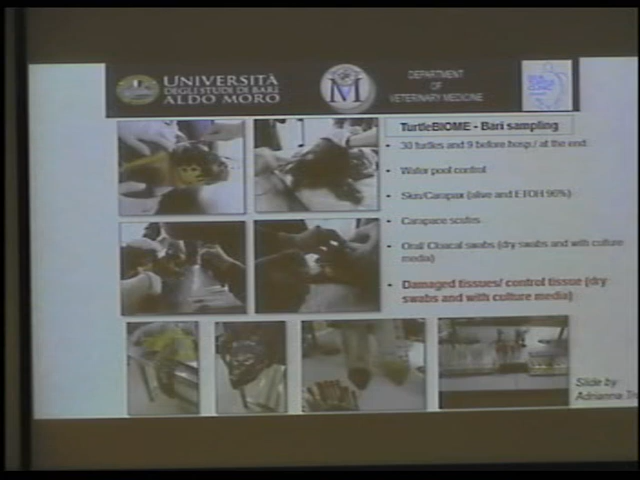 UNIVERSITÀ
DEGLI STUDI DI BARI
ALDO MORO
M
DEPARTMENT
OF
VETERINARY MEDICINE
TurtleBIOME - Bari sampling
• 30 turtles and 9 before hosp./ at the end
• Water pool control
• Skin/Carapax (alive and ETOH 96%)
• Carapace scutes
• Oral/ Cloacal swabs (dry swabs and with culture
media)
• Damaged tissues/ control tissue (dry
swabs and with culture media)
Slide by
Adrianna